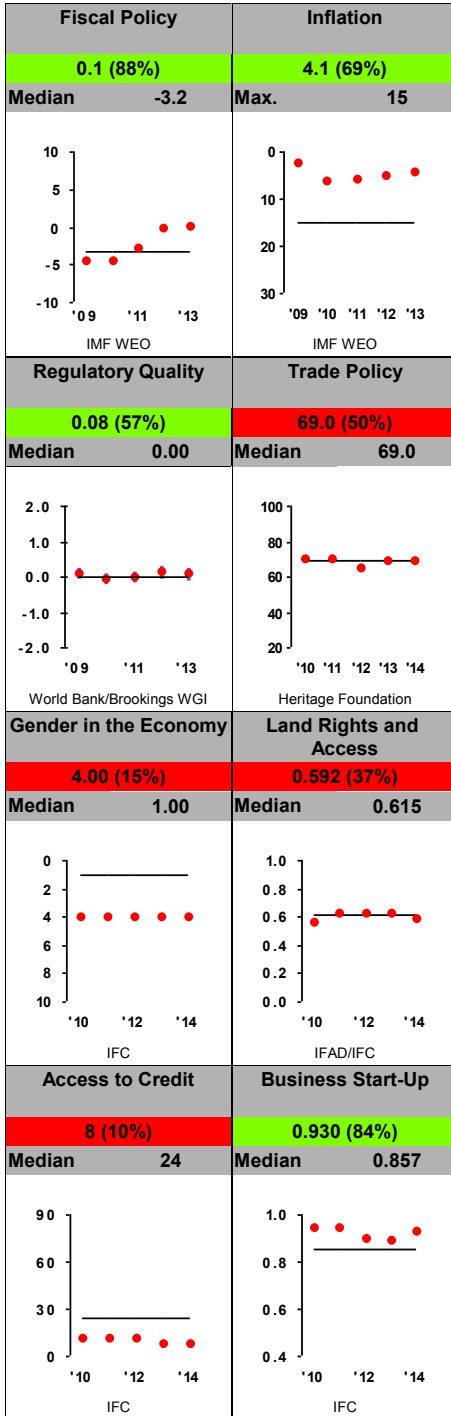 Fiscal Policy
0.1 (88%)
Median -3.2
10
5
0
-5
-10
'09 '11 '13
IMF WEO
Inflation
4.1 (69%)
Max. 15
0
10
20
30
'09 '10 '11 '12 '13
IMF WEO
Regulatory Quality
0.08 (57%)
Median 0.00
2.0
1.0
0.0
-1.0
-2.0
'09 '11 '13
World Bank/Brookings WGI
Trade Policy
69.0 (50%)
Median 69.0
100
80
60
40
20
'10 '11 '12 '13 '14
Heritage Foundation
Gender in the Economy
4.00 (15%)
Median 1.00
0
2
4
6
8
10
'10 '12 '14
IFC
Land Rights and
Access
0.592 (37%)
Median 0.615
1.0
0.8
0.6
0.4
0.2
0.0
'10 '12 '14
IFAD/IFC
Access to Credit
8 (10%)
Median 24
90
60
30
0
'10 '12 '14
IFC
Business Start-Up
0.930 (84%)
Median 0.857
1.0
0.8
0.6
0.4
'10 '12 '14
IFC